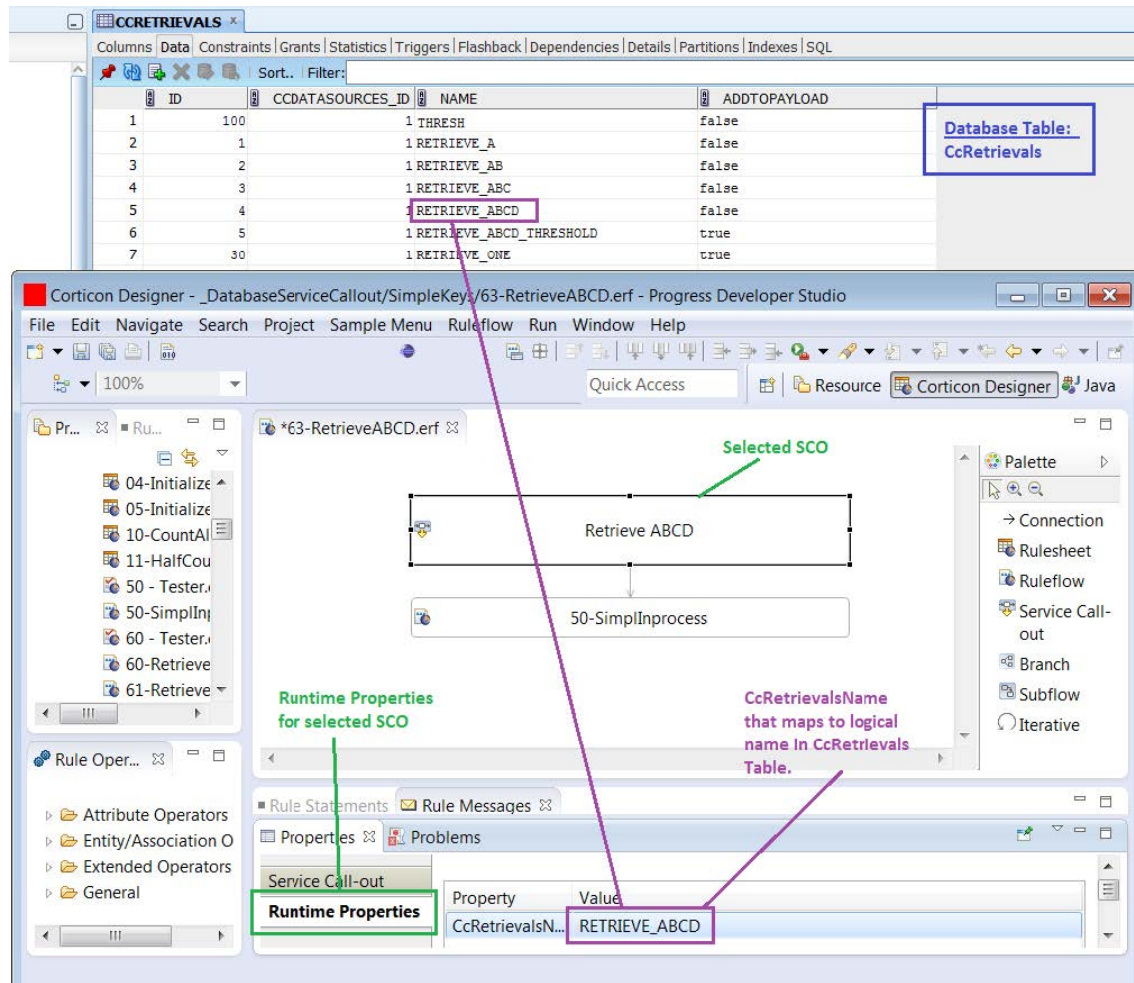 CCRETRIEVALS
Columns Data Constraints Grants Statistics Triggers Flashback Dependencies Details Partitions Indexes SQL
Sort.. Filter:
ID CCDATASOURCES_ID NAME ADDTOPAYLOAD
1 100 1 THRESH false
2 1 1 RETRIEVE_A false
3 2 1 RETRIEVE_AB false
4 3 1 RETRIEVE_ABC false
5 4 1 RETRIEVE_ABCD false
6 5 1 RETRIEVE_ABCD_THRESHOLD true
7 30 1 RETRIEVE_ONE true
Database Table:
CcRetrievals
Corticon Designer - _DatabaseServiceCallout/SimpleKeys/63-RetrieveABCD.erf - Progress Developer Studio
File Edit Navigate Search Project Sample Menu Ruleflow Run Window Help
100% Quick Access Resource Corticon Designer Java
Pr... Ru...
04-Initialize
05-Initialize
10-CountAl
11-HalfCou
50 - Tester.
50-SimplIn
60 - Tester.
60-Retrieve
61-Retrieve
*63-RetrieveABCD.erf
Selected SCO
Retrieve ABCD
50-SimplInprocess
Runtime Properties
for selected SCO
CcRetrievalsName
that maps to logical
name in CcRetrievals
Table.
Palette
Connection
Rulesheet
Ruleflow
Service Call-
out
Branch
Subflow
Iterative
Rule Oper...
Attribute Operators
Entity/Association O
Extended Operators
General
Rule Statements Rule Messages
Properties Problems
Service Call-out
Runtime Properties
Property Value
CcRetrievalsN... RETRIEVE_ABCD